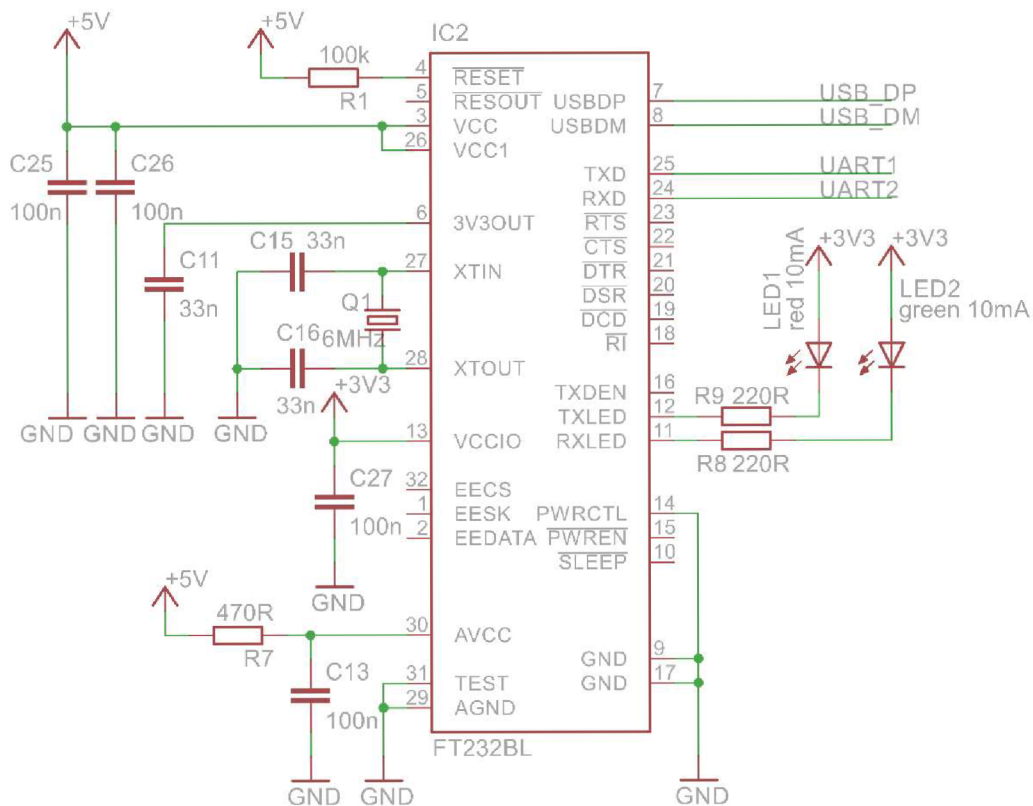 +5V
+5V
IC2
100k
R1
4
RESET
5
RESOUT
3
VCC
26
VCC1
USBDP
7
USB_DP
USBDM
8
USB_DM
C25
100n
C26
100n
TXD
25
UART1
RXD
24
UART2
6
3V3OUT
RTS
23
CTS
22
C11
33n
C15
33n
27
XTIN
DTR
21
DSR
20
DCD
19
RI
18
+3V3
+3V3
LED1
red 10mA
LED2
green 10mA
Q1
6MHz
C16
33n
28
XTOUT
+3V3
TXDEN
16
TXLED
12
R9 220R
RXLED
11
R8 220R
GND
GND
GND
GND
13
VCCIO
C27
100n
32
EECS
1
EESK
2
EEDATA
PWRCTL
14
PWREN
15
SLEEP
10
GND
+5V
470R
R7
30
AVCC
C13
100n
31
TEST
29
AGND
GND
9
GND
17
FT232BL
GND
GND
GND